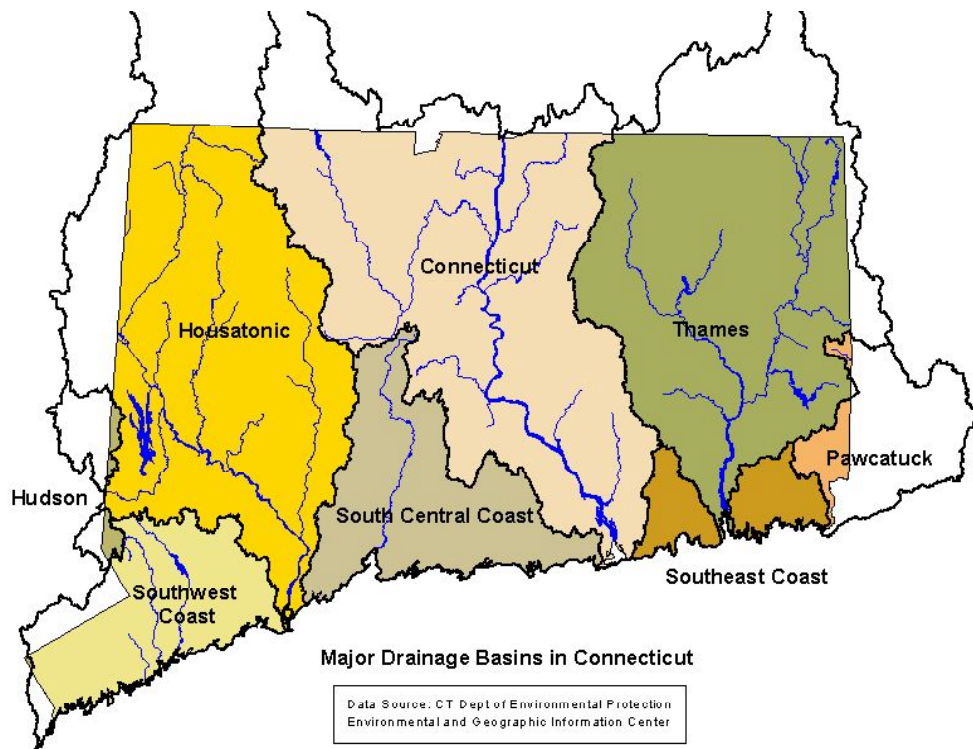 Connecticut
Housatonic
Thames
Pawcatuck
Hudson
South Central Coast
Southeast Coast
Southwest
Coast
Major Drainage Basins in Connecticut
Data Source: CT Dept of Environmental Protection
Environmental and Geographic Information Center